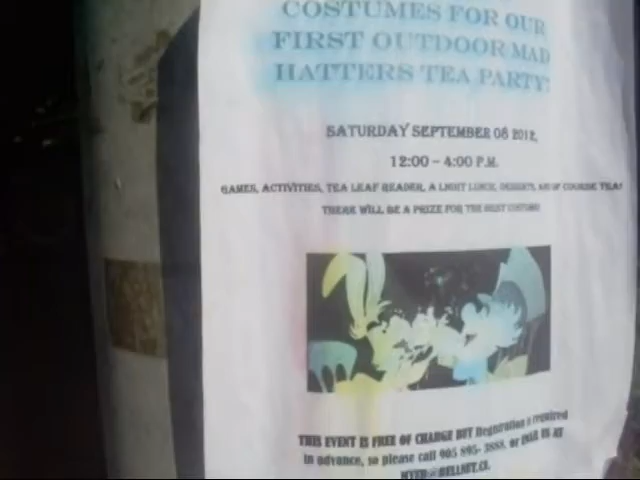 COSTUMES FOR OUR
FIRST OUTDOOR MAD
HATTERS TEA PARTY!
SATURDAY SEPTEMBER 08 2012,
12:00 – 4:00 P.M.
GAMES, ACTIVITIES, TEA LEAF READER, A LIGHT LUNCH, DESSERTS, AND OF COURSE TEA!
THERE WILL BE A PRIZE FOR THE BEST COSTUME
THIS EVENT IS FREE OF CHARGE BUT Registration is required
in advance, so please call 905 895- 3888, or EMAIL US AT
@BELLNET.CA.